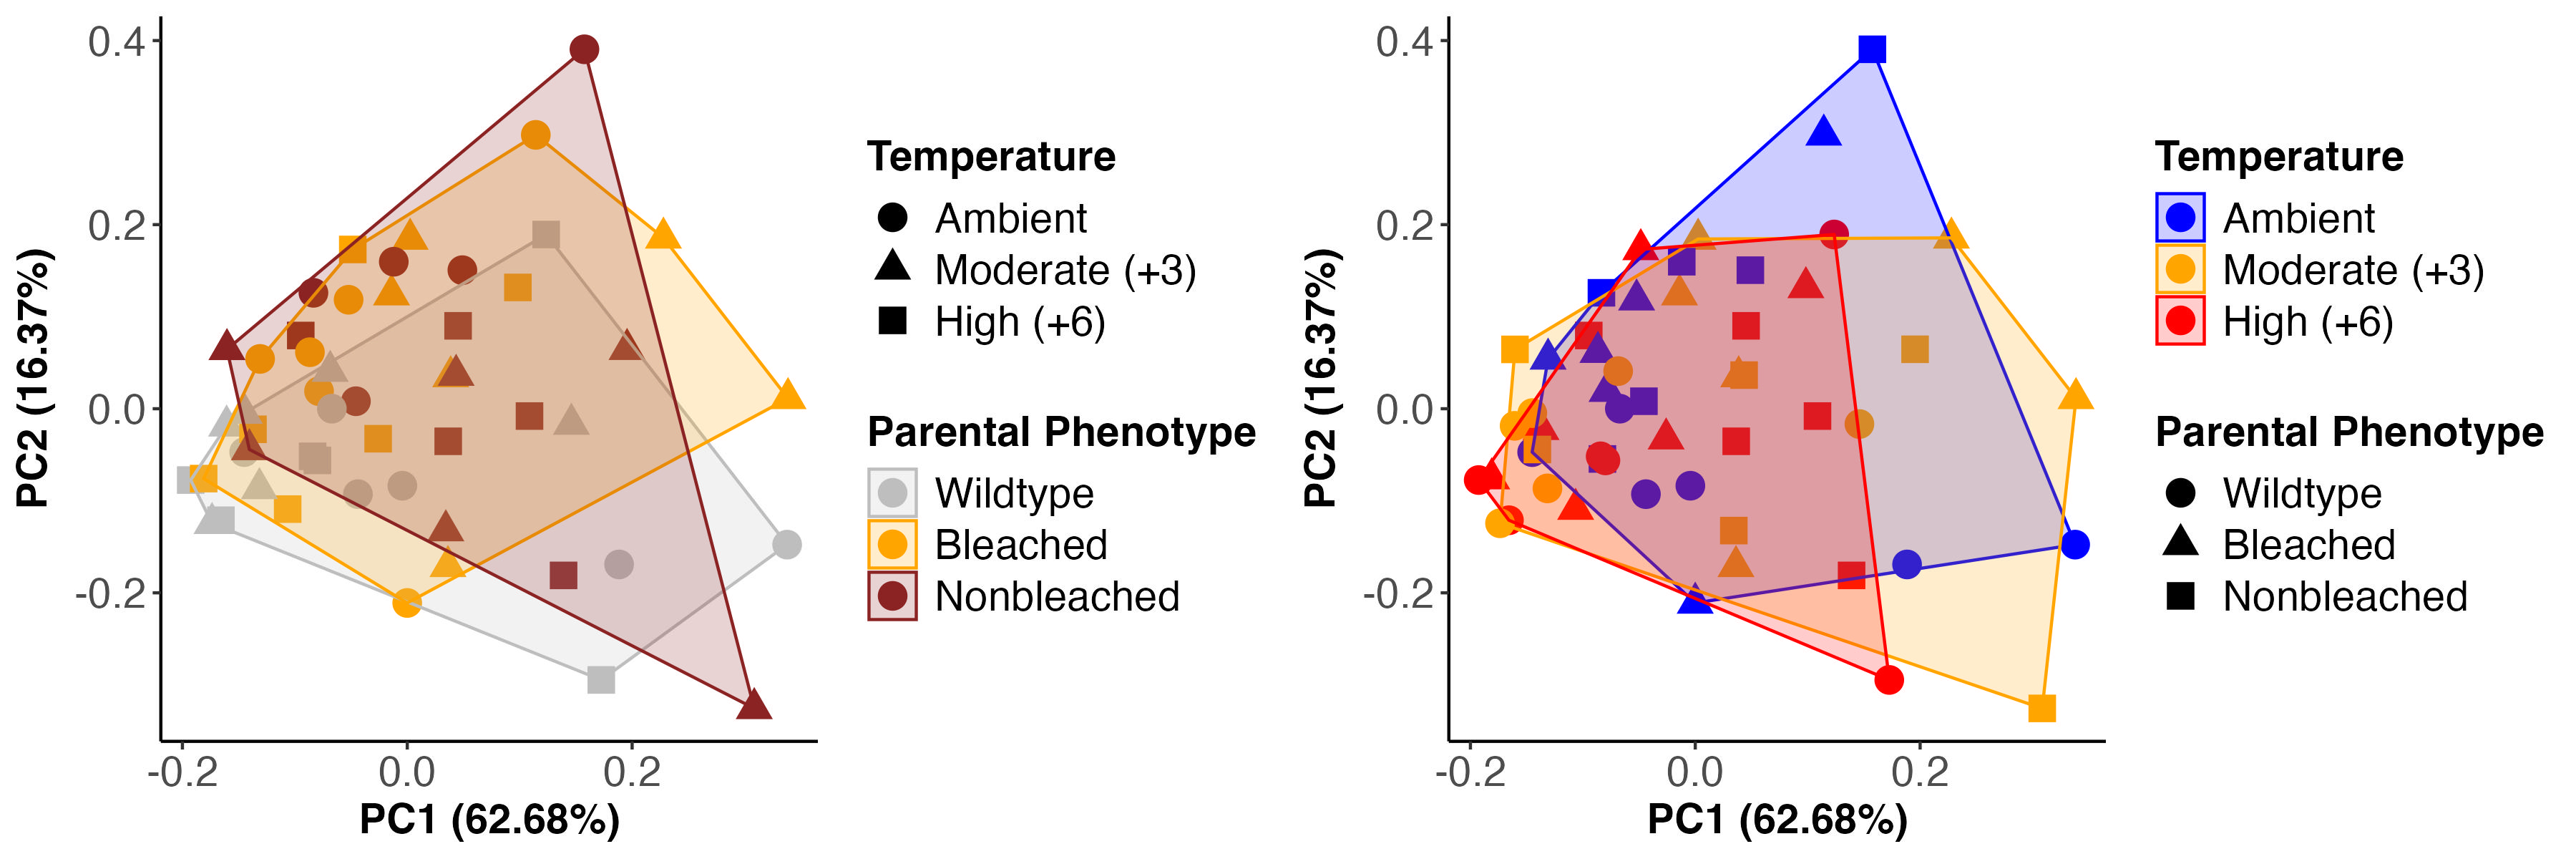 0.4
0.2
0.0
-0.2
PC2 (16.37%)
-0.2
0.0
0.2
PC1 (62.68%)
Temperature
Ambient
Moderate (+3)
High (+6)
Parental Phenotype
Wildtype
Bleached
Nonbleached
0.4
0.2
0.0
-0.2
PC2 (16.37%)
-0.2
0.0
0.2
PC1 (62.68%)
Temperature
Ambient
Moderate (+3)
High (+6)
Parental Phenotype
Wildtype
Bleached
Nonbleached